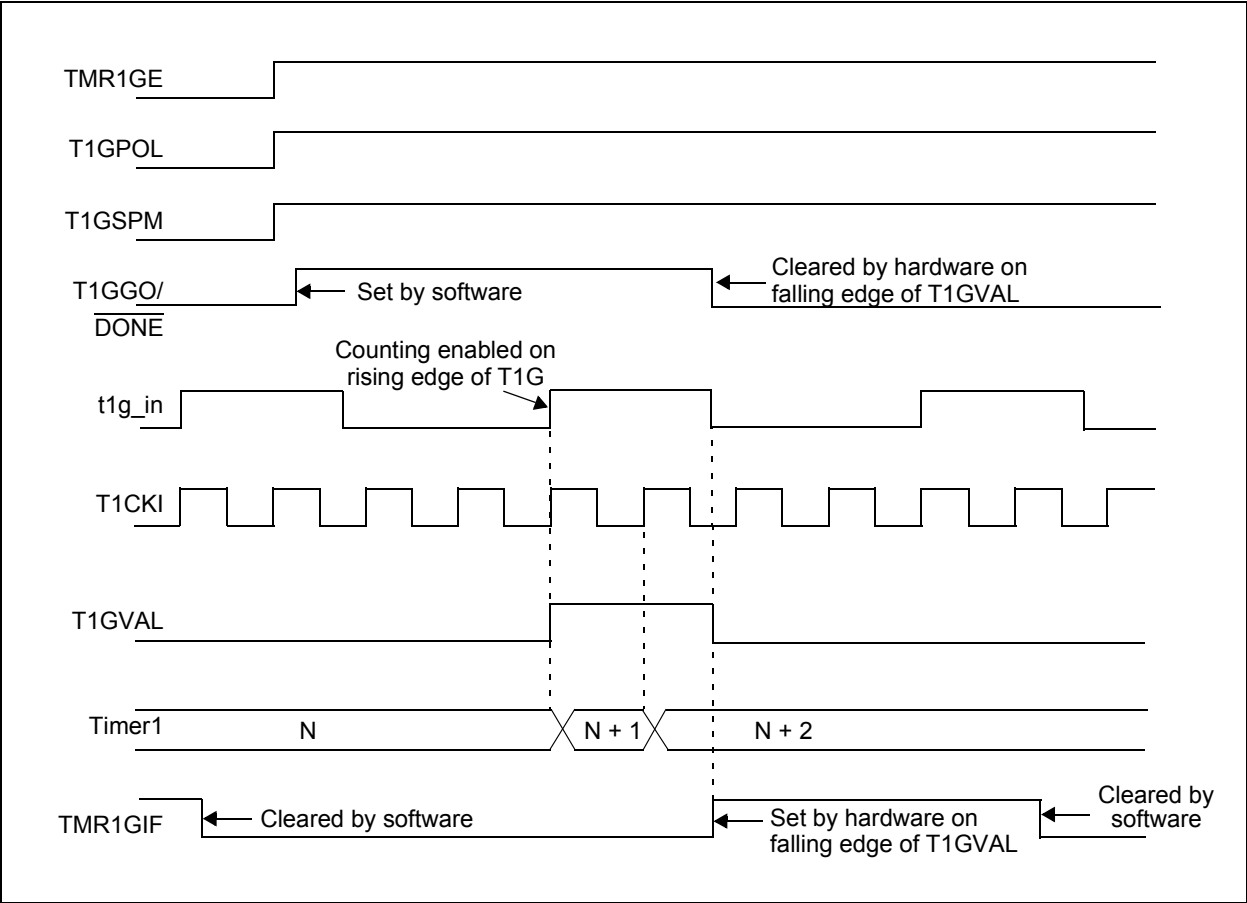 TMR1GE
T1GPOL
T1GSPM
T1GGO/
DONE
Set by software
Cleared by hardware on
falling edge of T1GVAL
Counting enabled on
rising edge of T1G
t1g_in
T1CKI
T1GVAL
Timer1
N
N + 1
N + 2
TMR1GIF
Cleared by software
Set by hardware on
falling edge of T1GVAL
Cleared by
software